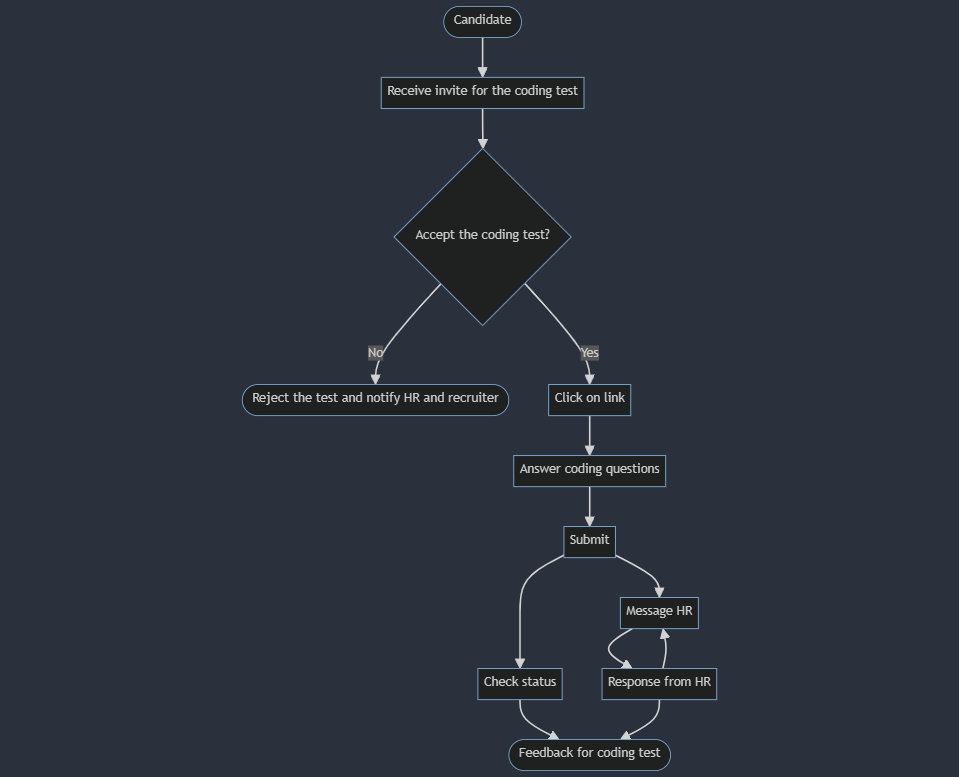 Candidate
Receive invite for the coding test
Accept the coding test?
No
Yes
Reject the test and notify HR and recruiter
Click on link
Answer coding questions
Submit
Message HR
Check status
Response from HR
Feedback for coding test